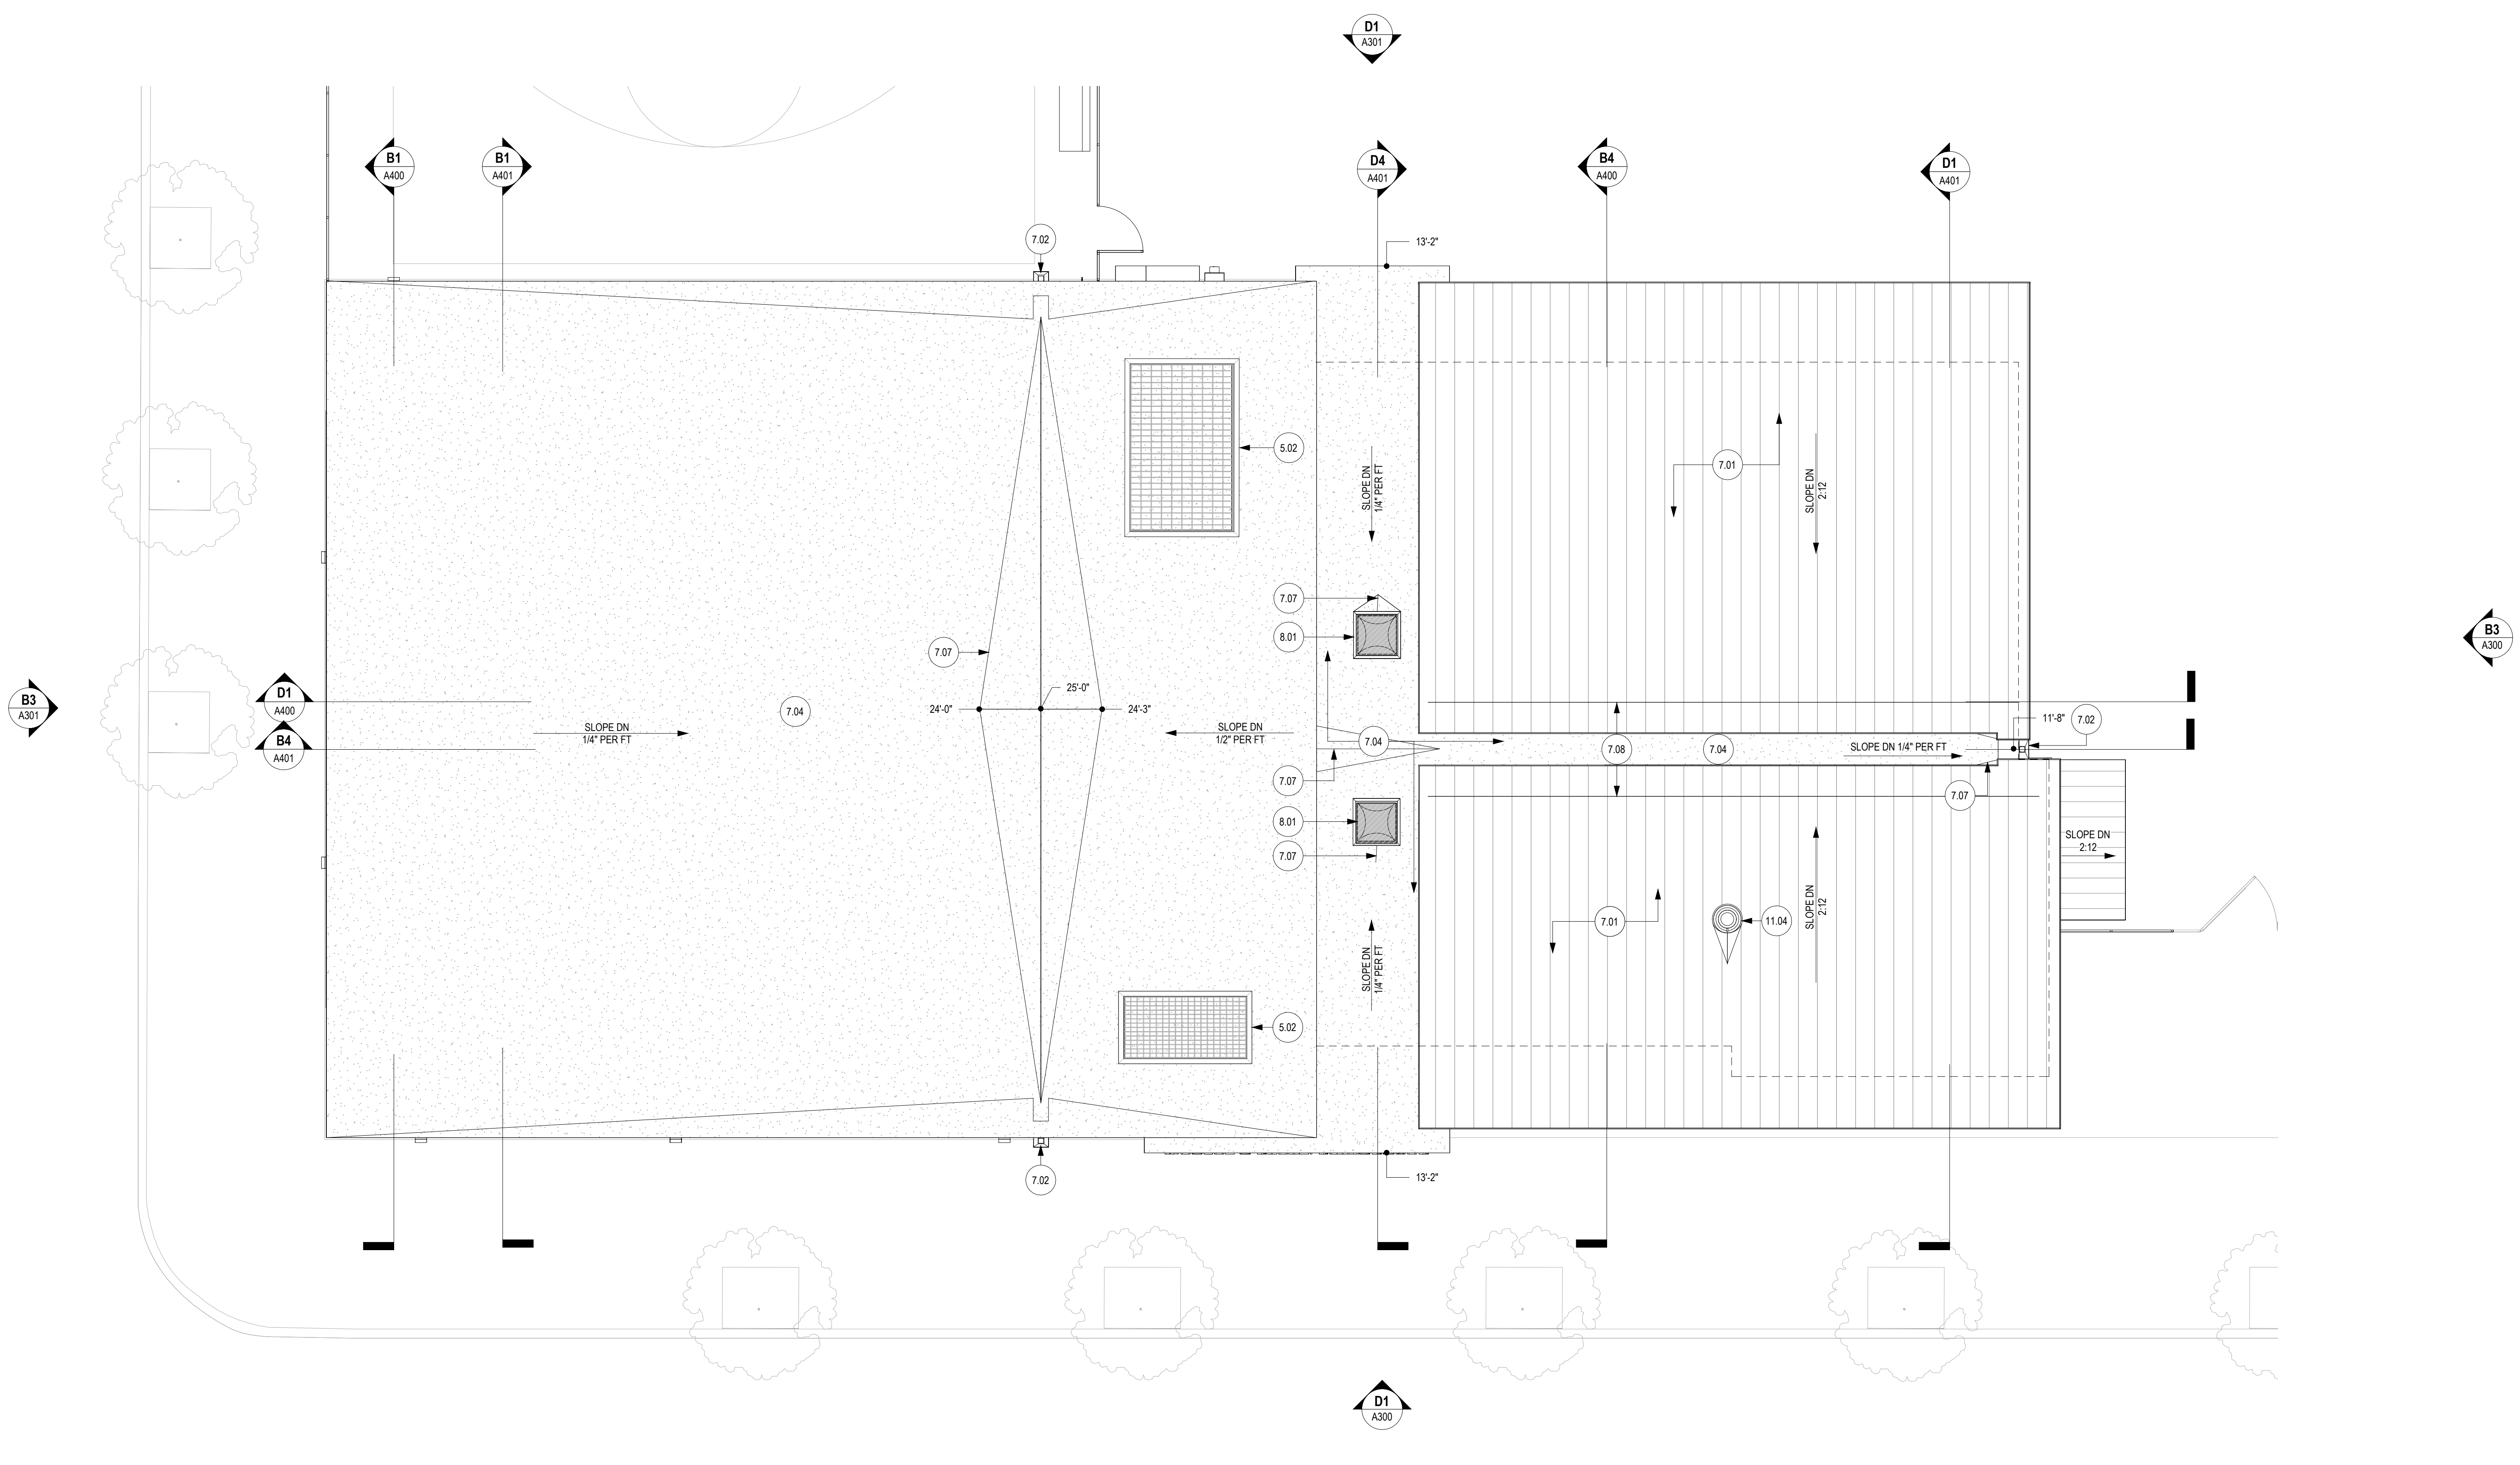 D1
A301
B1
A400
B1
A401
D4
A401
B4
A400
D1
A401
7.02
13'-2"
5.02
7.01
SLOPE DN
1/4" PER FT
SLOPE DN
2:12
7.07
8.01
7.07
B3
A300
D1
A400
B3
A301
B4
A401
7.04
25'-0"
24'-0"
24'-3"
SLOPE DN
1/4" PER FT
SLOPE DN
1/2" PER FT
7.04
7.08
7.04
SLOPE DN 1/4" PER FT
11'-8"
7.02
7.07
7.07
8.01
7.07
SLOPE DN
2:12
7.01
11.04
SLOPE DN
2:12
SLOPE DN
1/4" PER FT
5.02
7.02
13'-2"
D1
A300